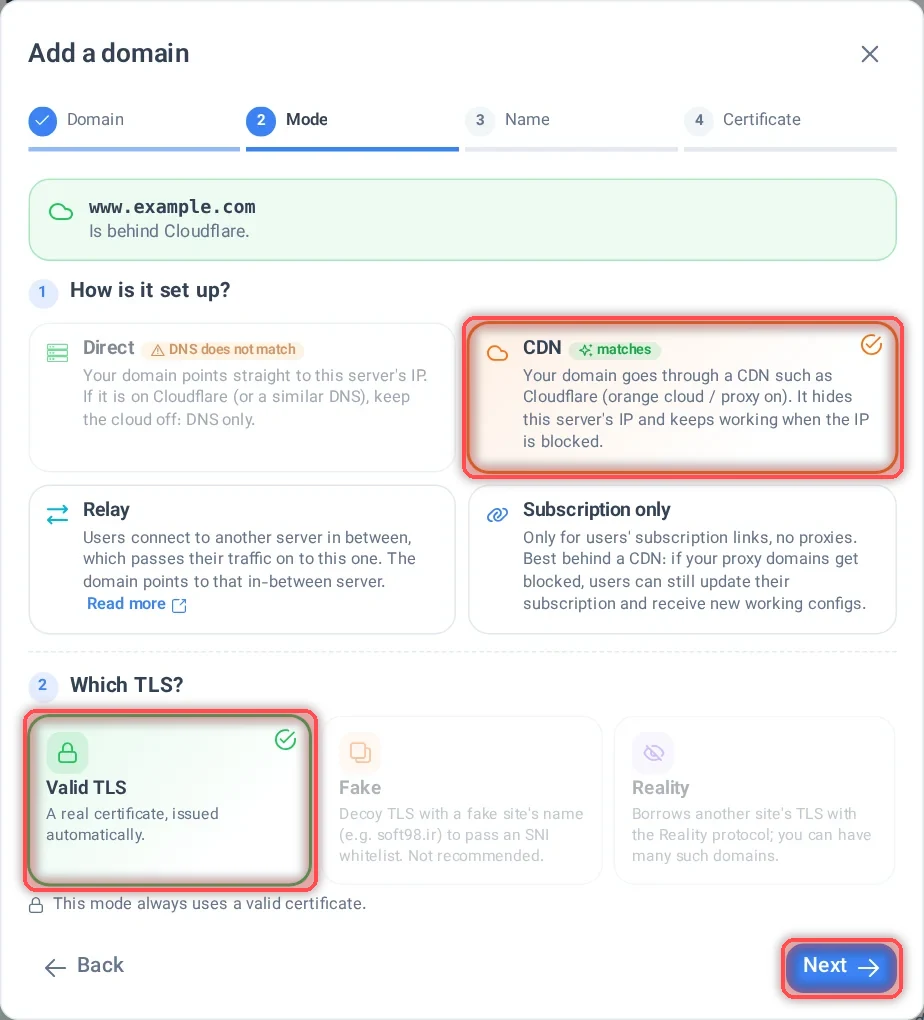 Add a domain
Domain
2 Mode
3 Name
4 Certificate
www.example.com
Is behind Cloudflare.
1 How is it set up?
Direct DNS does not match
Your domain points straight to this server's IP.
If it is on Cloudflare (or a similar DNS), keep
the cloud off: DNS only.
CDN matches
Your domain goes through a CDN such as
Cloudflare (orange cloud / proxy on). It hides
this server's IP and keeps working when the IP
is blocked.
Relay
Users connect to another server in between,
which passes their traffic on to this one. The
domain points to that in-between server.
Read more
Subscription only
Only for users' subscription links, no proxies.
Best behind a CDN: if your proxy domains get
blocked, users can still update their
subscription and receive new working configs.
2 Which TLS?
Valid TLS
A real certificate, issued
automatically.
Fake
Decoy TLS with a fake site's name
(e.g. soft98.ir) to pass an SNI
whitelist. Not recommended.
Reality
Borrows another site's TLS with
the Reality protocol; you can have
many such domains.
This mode always uses a valid certificate.
Back
Next